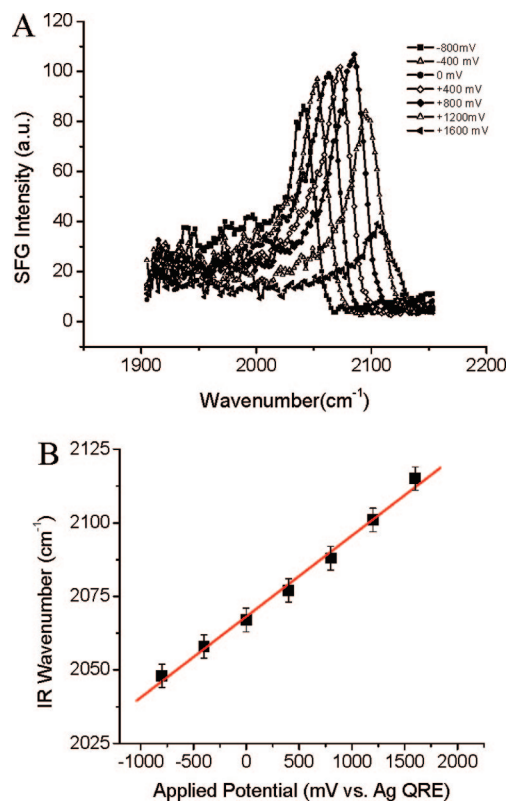 A
120
100
80
60
40
20
0
SFG Intensity (a.u.)
-800mV
-400 mV
0 mV
+400 mV
+800 mV
+1200mV
+1600 mV
1900 2000 2100 2200
Wavenumber(cm⁻¹)
B
2125
2100
2075
2050
2025
IR Wavenumber (cm⁻¹)
-1000 -500 0 500 1000 1500 2000
Applied Potential (mV vs. Ag QRE)